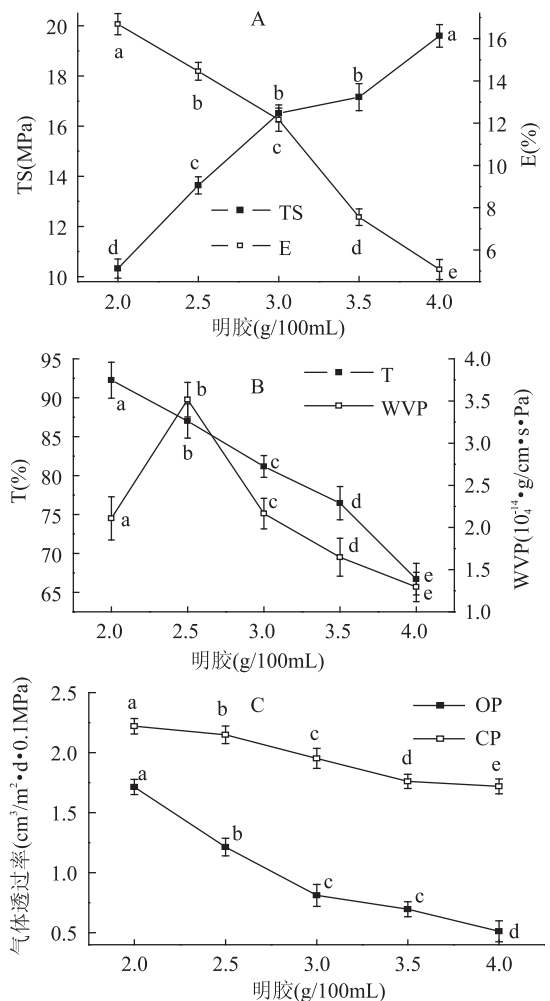 A
TS(MPa)
20
18
16
14
12
10
E(%)
16
14
12
10
8
6
a
b
c
d
e
a
b
b
c
d
TS
E
2.0 2.5 3.0 3.5 4.0
明胶(g/100mL)
B
T(%)
95
90
85
80
75
70
65
WVP(10₄⁻¹⁴•g/cm•s•Pa)
4.0
3.5
3.0
2.5
2.0
1.5
1.0
T
WVP
a
b
c
d
e
a
b
c
d
e
2.0 2.5 3.0 3.5 4.0
明胶(g/100mL)
C
气体透过率(cm³/m²•d•0.1MPa)
2.5
2.0
1.5
1.0
0.5
OP
CP
a
b
c
d
e
a
b
c
c
d
2.0 2.5 3.0 3.5 4.0
明胶(g/100mL)